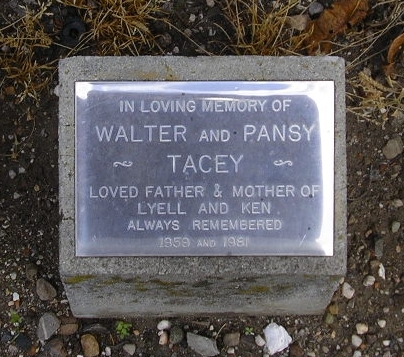 IN LOVING MEMORY OF
WALTER AND PANSY
~ TACEY ~
LOVED FATHER & MOTHER OF
LYELL AND KEN
ALWAYS REMEMBERED
1959 AND 1981